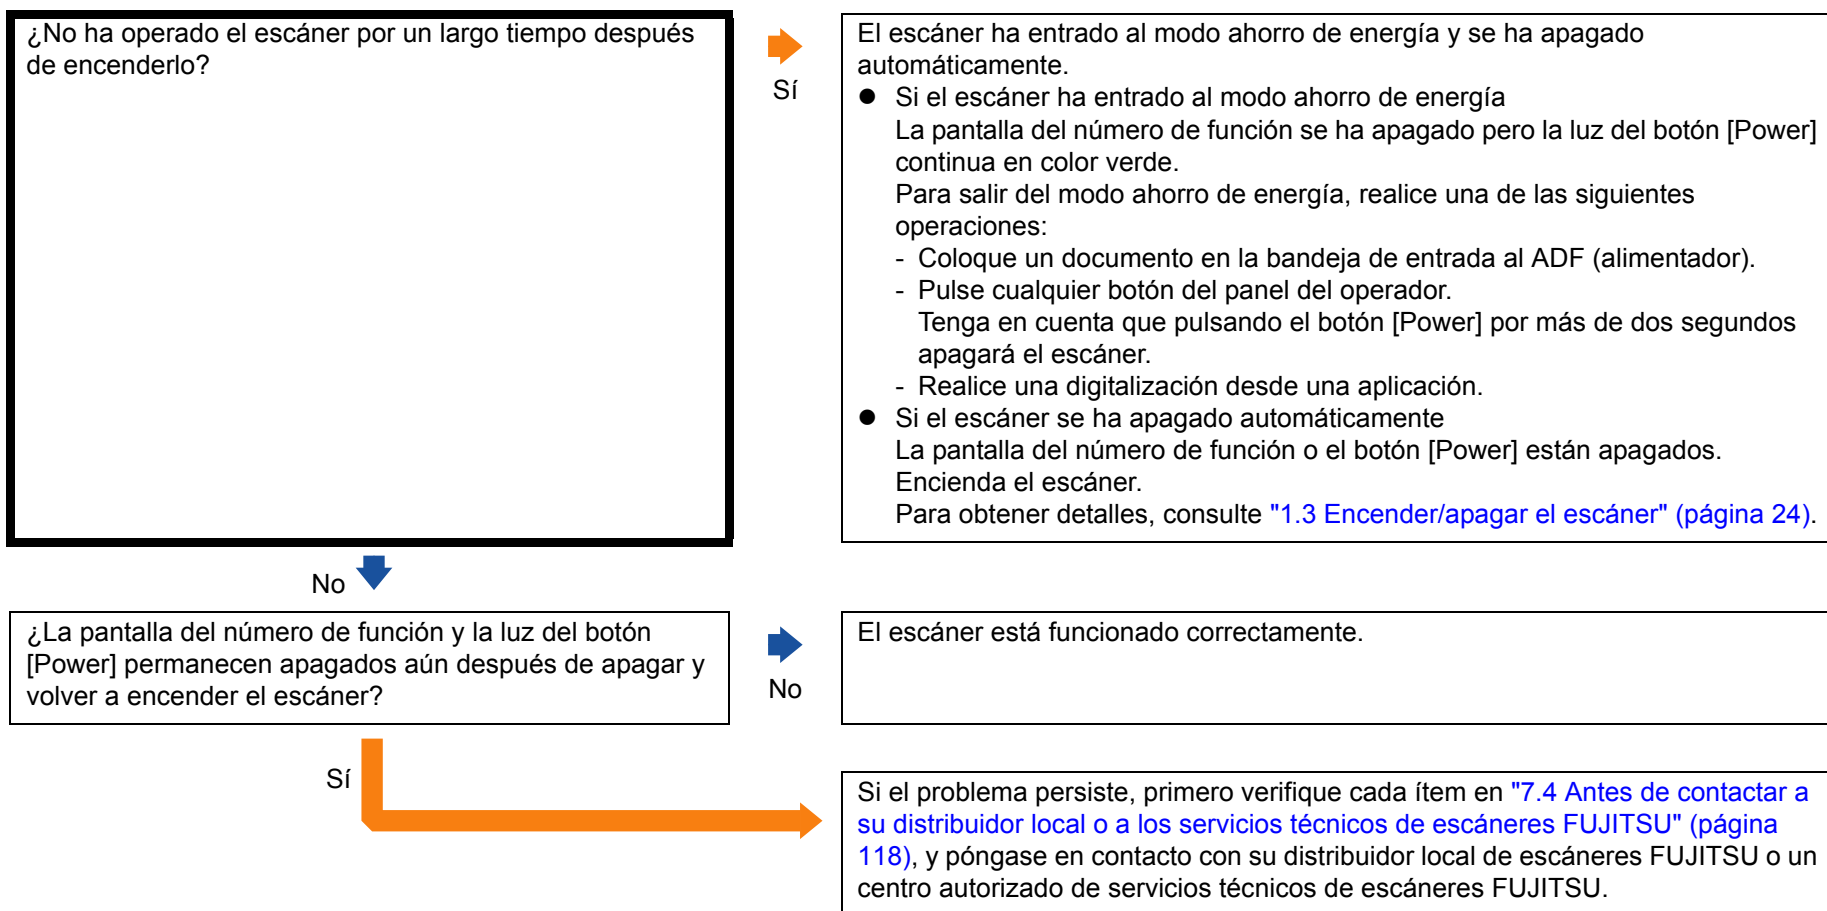 ¿No ha operado el escáner por un largo tiempo después
de encenderlo?
Sí
El escáner ha entrado al modo ahorro de energía y se ha apagado
automáticamente.
● Si el escáner ha entrado al modo ahorro de energía
La pantalla del número de función se ha apagado pero la luz del botón [Power]
continua en color verde.
Para salir del modo ahorro de energía, realice una de las siguientes
operaciones:
- Coloque un documento en la bandeja de entrada al ADF (alimentador).
- Pulse cualquier botón del panel del operador.
Tenga en cuenta que pulsando el botón [Power] por más de dos segundos
apagará el escáner.
- Realice una digitalización desde una aplicación.
● Si el escáner se ha apagado automáticamente
La pantalla del número de función o el botón [Power] están apagados.
Encienda el escáner.
Para obtener detalles, consulte "1.3 Encender/apagar el escáner" (página 24).
No
¿La pantalla del número de función y la luz del botón
[Power] permanecen apagados aún después de apagar y
volver a encender el escáner?
No
El escáner está funcionado correctamente.
Sí
Si el problema persiste, primero verifique cada ítem en "7.4 Antes de contactar a
su distribuidor local o a los servicios técnicos de escáneres FUJITSU" (página
118), y póngase en contacto con su distribuidor local de escáneres FUJITSU o un
centro autorizado de servicios técnicos de escáneres FUJITSU.